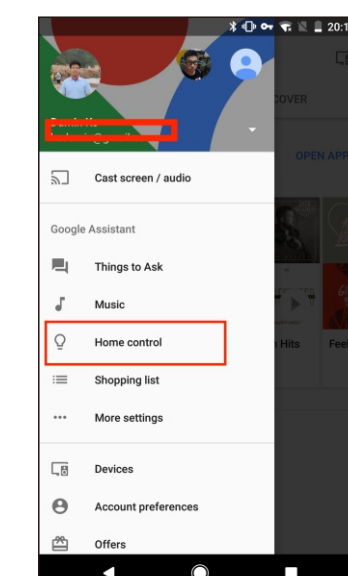 20:1
COVER
OPEN APP
Cast screen / audio
Google Assistant
Things to Ask
Music
Home control
Hits
Feel
Shopping list
More settings
Devices
Account preferences
Offers